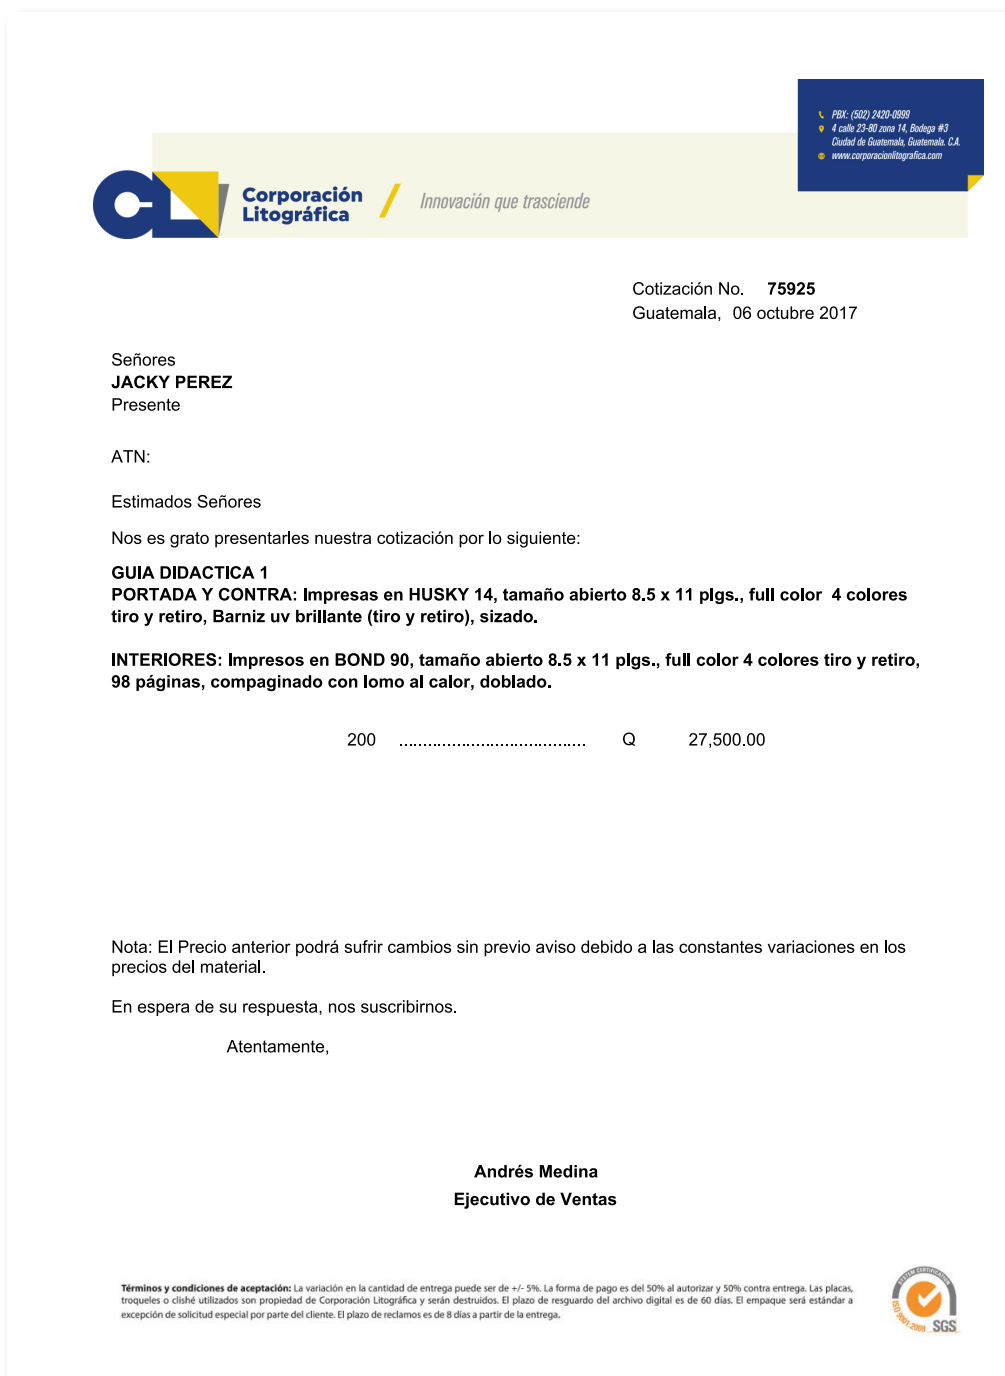 PBX: (502) 2420-0999
4 calle 23-80 zona 14, Bodega #3
Ciudad de Guatemala, Guatemala. C.A.
www.corporacionlitografica.com
CL
Corporación
Litográfica
Innovación que trasciende
Cotización No. 75925
Guatemala, 06 octubre 2017
Señores
JACKY PEREZ
Presente
ATN:
Estimados Señores
Nos es grato presentarles nuestra cotización por lo siguiente:
GUIA DIDACTICA 1
PORTADA Y CONTRA: Impresas en HUSKY 14, tamaño abierto 8.5 x 11 plgs., full color 4 colores
tiro y retiro, Barniz uv brillante (tiro y retiro), sizado.
INTERIORES: Impresos en BOND 90, tamaño abierto 8.5 x 11 plgs., full color 4 colores tiro y retiro,
98 páginas, compaginado con lomo al calor, doblado.
200 ....................................... Q 27,500.00
Nota: El Precio anterior podrá sufrir cambios sin previo aviso debido a las constantes variaciones en los
precios del material.
En espera de su respuesta, nos suscribirnos.
Atentamente,
Andrés Medina
Ejecutivo de Ventas
Términos y condiciones de aceptación: La variación en la cantidad de entrega puede ser de +/- 5%. La forma de pago es del 50% al autorizar y 50% contra entrega. Las placas,
troqueles o clishé utilizados son propiedad de Corporación Litográfica y serán destruidos. El plazo de resguardo del archivo digital es de 60 días. El empaque será estándar a
excepción de solicitud especial por parte del cliente. El plazo de reclamos es de 8 días a partir de la entrega.
SYSTEM CERTIFICATION
ISO 9001:2008
SGS